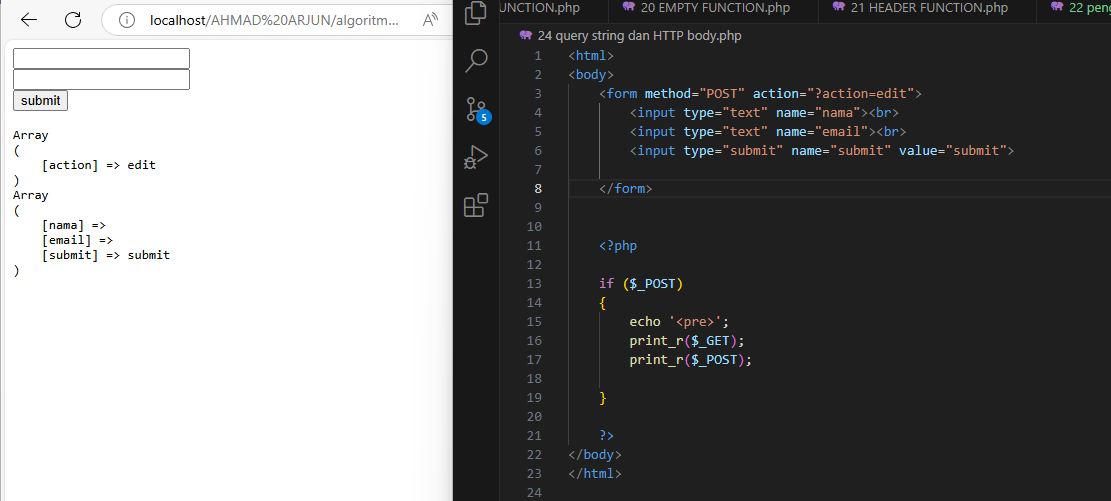 localhost/AHMAD%20ARJUN/algoritm...
submit
Array
(
    [action] => edit
)
Array
(
    [nama] =>
    [email] =>
    [submit] => submit
)
UNCTION.php
20 EMPTY FUNCTION.php
21 HEADER FUNCTION.php
22 peng
24 query string dan HTTP body.php
5
1 <html>
2 <body>
3     <form method="POST" action="?action=edit">
4         <input type="text" name="nama"><br>
5         <input type="text" name="email"><br>
6         <input type="submit" name="submit" value="submit">
7
8     </form>
9
10
11     <?php
12
13     if ($_POST)
14     {
15         echo '<pre>';
16         print_r($_GET);
17         print_r($_POST);
18
19     }
20
21     ?>
22 </body>
23 </html>
24